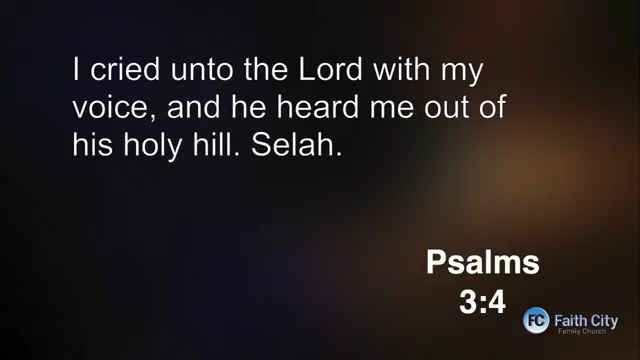 I cried unto the Lord with my
voice, and he heard me out of
his holy hill. Selah.
Psalms
3:4
FC Faith City
Family Church